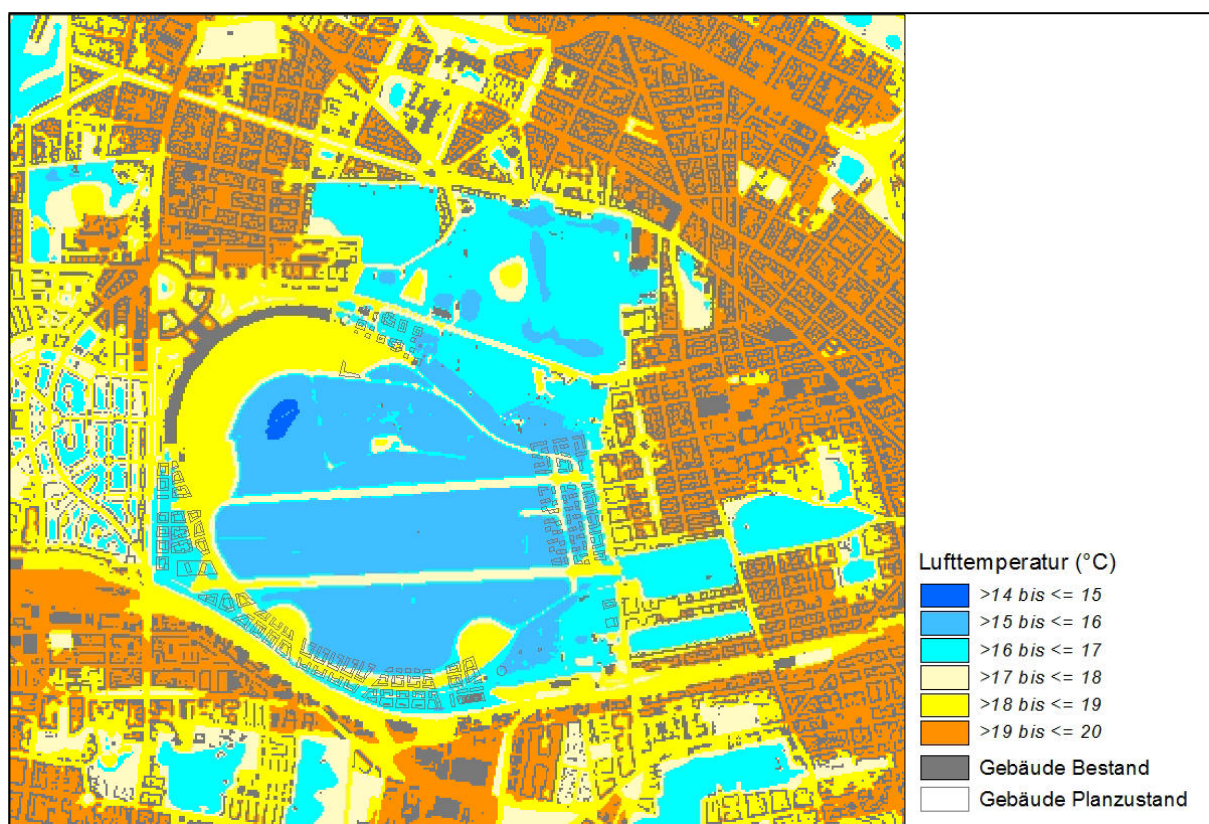 Lufttemperatur (°C)
>14 bis <= 15
>15 bis <= 16
>16 bis <= 17
>17 bis <= 18
>18 bis <= 19
>19 bis <= 20
Gebäude Bestand
Gebäude Planzustand